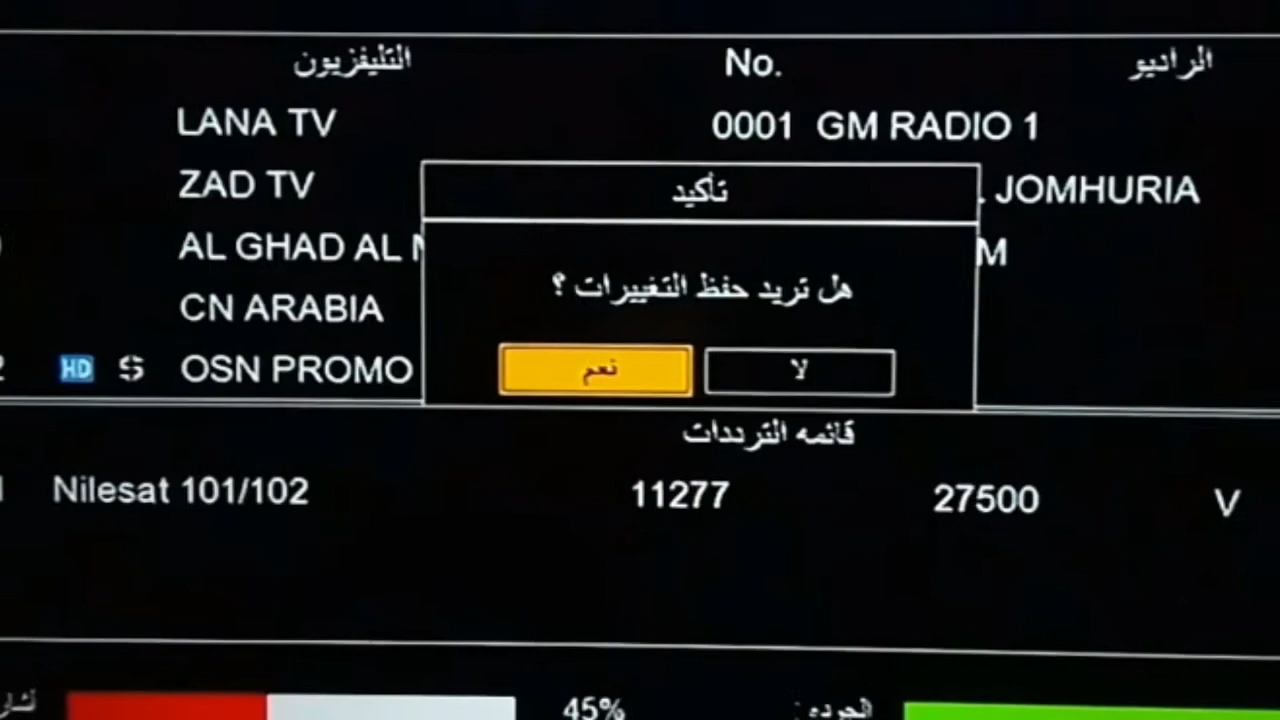 التليفزيون No. الراديو
LANA TV 0001 GM RADIO 1
تأكيد
ZAD TV JOMHURIA
AL GHAD AL
هل تريد حفظ التغييرات ؟
CN ARABIA
HD S OSN PROMO
نعم لا
قائمه الترددات
Nilesat 101/102 11277 27500 V
45% الجوده :